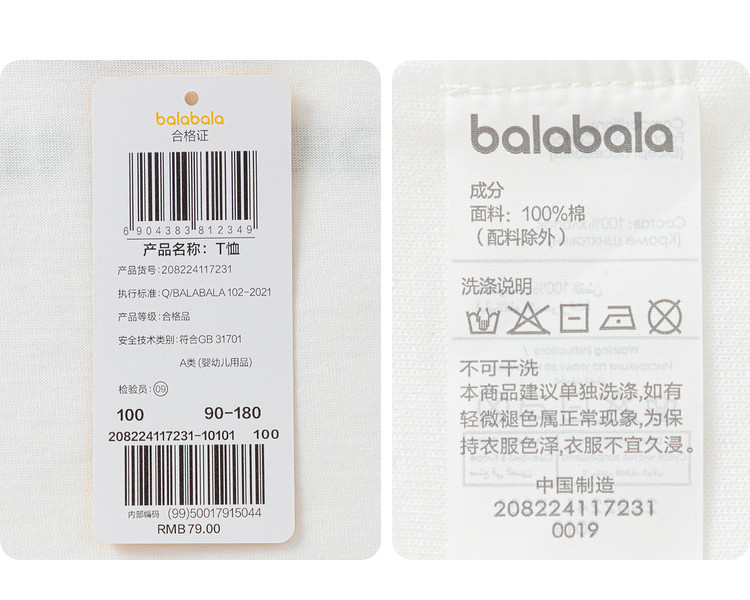 balabala
合格证
6 904383 812349
产品名称：T恤
产品货号：208224117231
执行标准：Q/BALABALA 102-2021
产品等级：合格品
安全技术类别：符合GB 31701
A类 (婴幼儿用品)
检验员：09
100 90-180
208224117231-10101 100
内部编码 (99)50017915044
RMB 79.00
balabala
成分
面料：100%棉
（配料除外）
洗涤说明
不可干洗
本商品建议单独洗涤,如有
轻微褪色属正常现象,为保
持衣服色泽,衣服不宜久浸。
中国制造
208224117231
0019